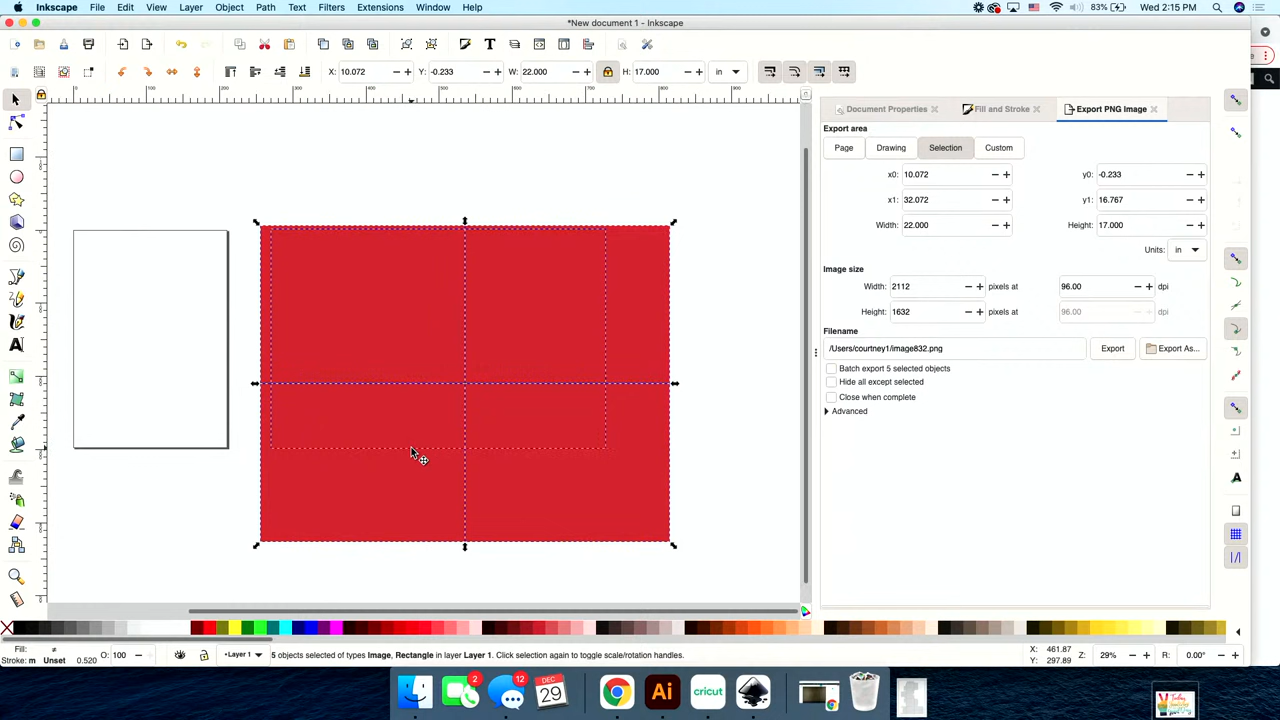 Inkscape File Edit View Layer Object Path Text Filters Extensions Window Help 83% Wed 2:15 PM
*New document 1 - Inkscape
X: 10.072 Y: -0.233 W: 22.000 H: 17.000 in
Document Properties Fill and Stroke Export PNG Image
Export area
Page Drawing Selection Custom
x0: 10.072 y0: -0.233
x1: 32.072 y1: 16.767
Width: 22.000 Height: 17.000
Units: in
Image size
Width: 2112 pixels at 96.00 dpi
Height: 1632 pixels at 96.00 dpi
Filename
/Users/courtney1/image832.png Export Export As...
Batch export 5 selected objects
Hide all except selected
Close when complete
Advanced
Fill:
Stroke: m Unset 0.520
O: 100
Layer 1
5 objects selected of types Image, Rectangle in layer Layer 1. Click selection again to toggle scale/rotation handles.
X: 461.87
Y: 297.89
Z: 29%
R: 0.00°
2
12
DEC
29
Ai
cricut